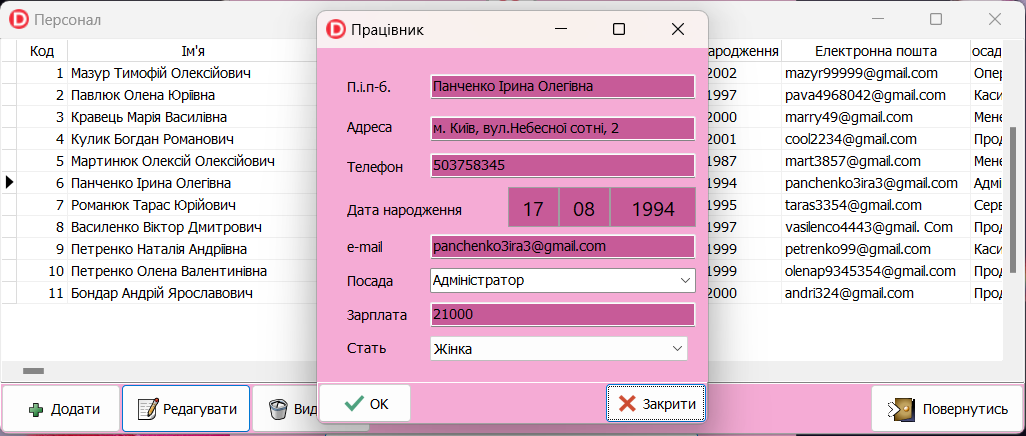 Персонал
Працівник
Код Ім'я народження Електронна пошта осад
1 Мазур Тимофій Олексійович 2002 mazyr99999@gmail.com Опер
2 Павлюк Олена Юріївна 1997 pava4968042@gmail.com Каси
3 Кравець Марія Василівна 2000 marry49@gmail.com Мене
4 Кулик Богдан Романович 2001 cool2234@gmail.com Прод
5 Мартинюк Олексій Олексійович 1987 mart3857@gmail.com Мене
6 Панченко Ірина Олегівна 1994 panchenko3ira3@gmail.com Адмі
7 Романюк Тарас Юрійович 1995 taras3354@gmail.com Серв
8 Василенко Віктор Дмитрович 1997 vasilenco4443@gmail. Com Прод
9 Петренко Наталія Андріївна 1999 petrenko99@gmail.com Каси
10 Петренко Олена Валентинівна 1999 olenap9345354@gmail.com Прод
11 Бондар Андрій Ярославович 2000 andri324@gmail.com Прод
П.і.п-б. Панченко Ірина Олегівна
Адреса м. Київ, вул.Небесної сотні, 2
Телефон 503758345
Дата народження 17 08 1994
e-mail panchenko3ira3@gmail.com
Посада Адміністратор
Зарплата 21000
Стать Жінка
OK Закрити
Додати Редагувати Вид Повернутись